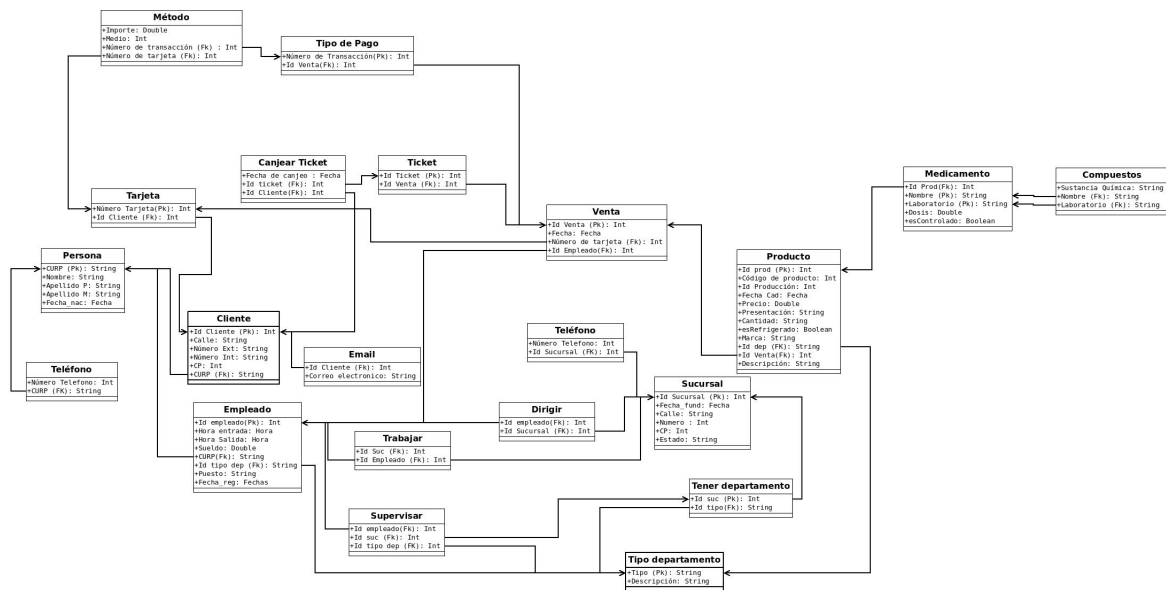 Método
+Importe: Double
+Medio: Int
+Número de transacción (Fk) : Int
+Número de tarjeta (Fk): Int
Tipo de Pago
+Número de Transacción(Pk): Int
+Id Venta(Fk): Int
Canjear Ticket
+Fecha de canjeo : Fecha
+Id ticket (Fk): Int
+Id Cliente(Fk): Int
Ticket
+Id Ticket (Pk): Int
+Id Venta (Fk): Int
Medicamento
+Id Prod(Fk): Int
+Nombre (Pk): String
+Laboratorio (Pk): String
+Dosis: Double
+esControlado: Boolean
Compuestos
+Sustancia Química: String
+Nombre (Fk): String
+Laboratorio (Fk): String
Tarjeta
+Número Tarjeta(Pk): Int
+Id Cliente (Fk): Int
Venta
+Id Venta (Pk): Int
+Fecha: Fecha
+Número de tarjeta (Fk): Int
+Id Empleado(Fk): Int
Persona
+CURP (Pk): String
+Nombre: String
+Apellido P: String
+Apellido M: String
+Fecha_nac: Fecha
Producto
+Id prod (Pk): Int
+Código de producto: Int
+Id Producción: Int
+Fecha Cad: Fecha
+Precio: Double
+Presentación: String
+Cantidad: String
+esRefrigerado: Boolean
+Marca: String
+Id dep (FK): String
+Id Venta(Fk): Int
+Descripción: String
Cliente
+Id Cliente (Pk): Int
+Calle: String
+Número Ext: String
+Número Int: String
+CP: Int
+CURP (Fk): String
Teléfono
+Número Telefono: Int
+Id Sucursal (FK): Int
Email
+Id Cliente (Fk): Int
+Correo electronico: String
Teléfono
+Número Telefono: Int
+CURP (FK): String
Sucursal
+Id Sucursal (Pk): Int
+Fecha_fund: Fecha
+Calle: String
+Numero : Int
+CP: Int
+Estado: String
Empleado
+Id empleado(Pk): Int
+Hora entrada: Hora
+Hora Salida: Hora
+Sueldo: Double
+CURP(Fk): String
+Id tipo dep (Fk): String
+Puesto: String
+Fecha_reg: Fechas
Dirigir
+Id empleado(Fk): Int
+Id Sucursal (FK): Int
Trabajar
+Id Suc (Fk): Int
+Id Empleado (Fk): Int
Tener departamento
+Id suc (Pk): Int
+Id tipo(Fk): String
Supervisar
+Id empleado(Fk): Int
+Id suc (Fk): Int
+Id tipo dep (FK): Int
Tipo departamento
+Tipo (Pk): String
+Descripción: String